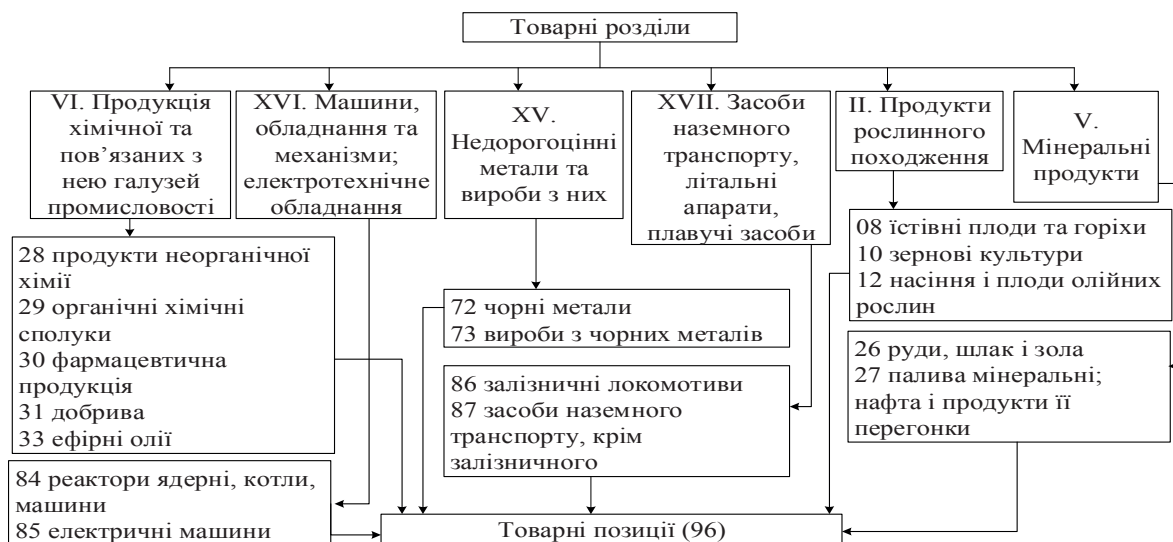 Товарні розділи
VI. Продукція
хімічної та
пов’язаних з
нею галузей
промисловості
XVI. Машини,
обладнання та
механізми;
електротехнічне
обладнання
XV.
Недорогоцінні
метали та
вироби з них
XVII. Засоби
наземного
транспорту,
літальні
апарати,
плавучі засоби
II. Продукти
рослинного
походження
V.
Мінеральні
продукти
28 продукти неорганічної
хімії
29 органічні хімічні
сполуки
30 фармацевтична
продукція
31 добрива
33 ефірні олії
72 чорні метали
73 вироби з чорних металів
08 їстівні плоди та горіхи
10 зернові культури
12 насіння і плоди олійних
рослин
86 залізничні локомотиви
87 засоби наземного
транспорту, крім
залізничного
26 руди, шлак і зола
27 палива мінеральні;
нафта і продукти її
перегонки
84 реактори ядерні, котли,
машини
85 електричні машини
Товарні позиції (96)